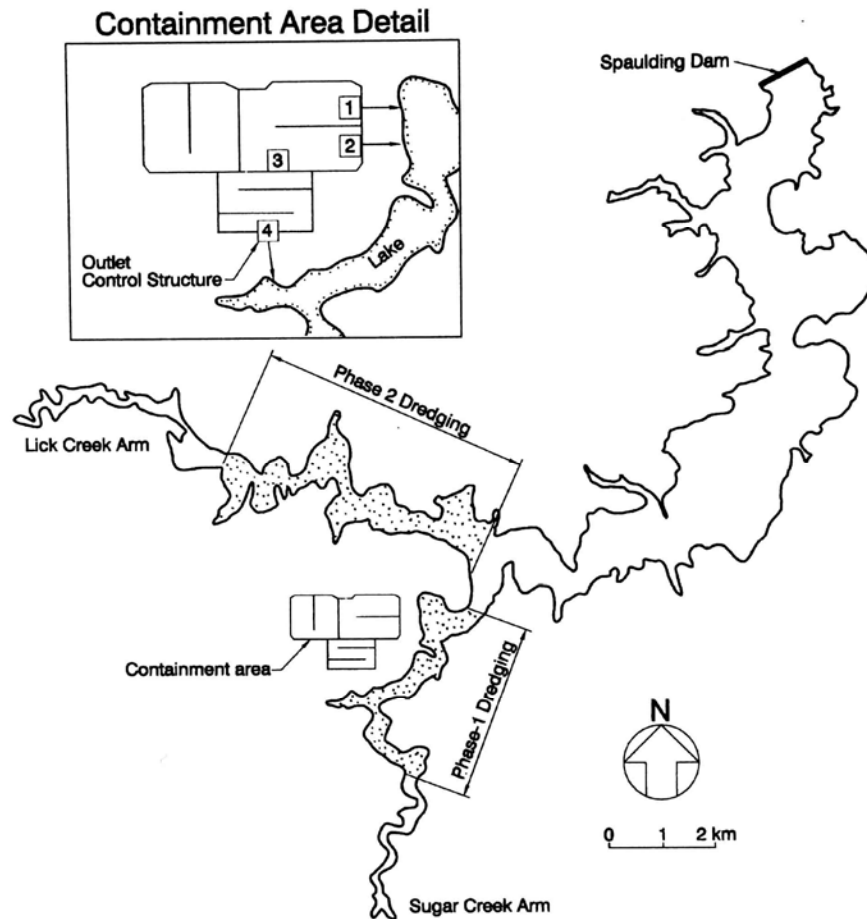 Containment Area Detail
1
2
3
4
Outlet
Control Structure
Lake
Spaulding Dam
Phase 2 Dredging
Lick Creek Arm
Containment area
Phase-1 Dredging
N
0 1 2 km
Sugar Creek Arm